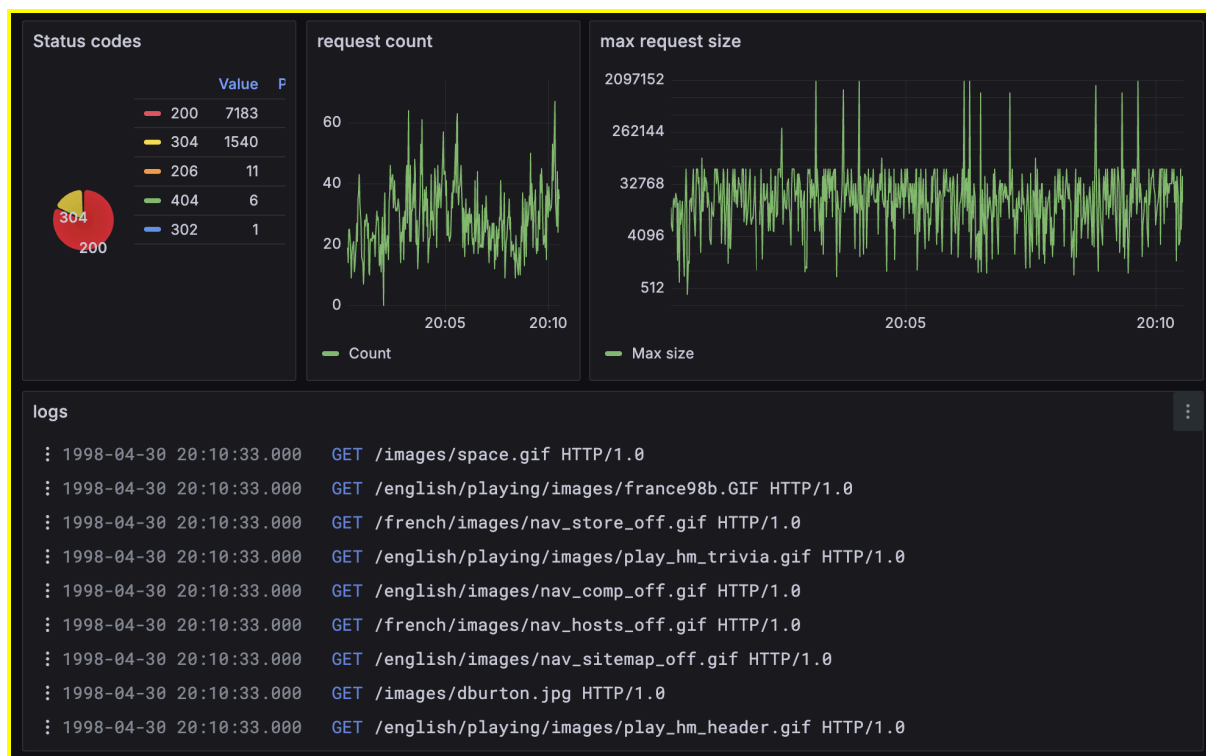 Status codes
Value P
200 7183
304 1540
206 11
404 6
302 1
304
200
request count
60
40
20
0
20:05 20:10
Count
max request size
2097152
262144
32768
4096
512
20:05 20:10
Max size
logs
1998-04-30 20:10:33.000 GET /images/space.gif HTTP/1.0
1998-04-30 20:10:33.000 GET /english/playing/images/france98b.GIF HTTP/1.0
1998-04-30 20:10:33.000 GET /french/images/nav_store_off.gif HTTP/1.0
1998-04-30 20:10:33.000 GET /english/playing/images/play_hm_trivia.gif HTTP/1.0
1998-04-30 20:10:33.000 GET /english/images/nav_comp_off.gif HTTP/1.0
1998-04-30 20:10:33.000 GET /french/images/nav_hosts_off.gif HTTP/1.0
1998-04-30 20:10:33.000 GET /english/images/nav_sitemap_off.gif HTTP/1.0
1998-04-30 20:10:33.000 GET /images/dburton.jpg HTTP/1.0
1998-04-30 20:10:33.000 GET /english/playing/images/play_hm_header.gif HTTP/1.0